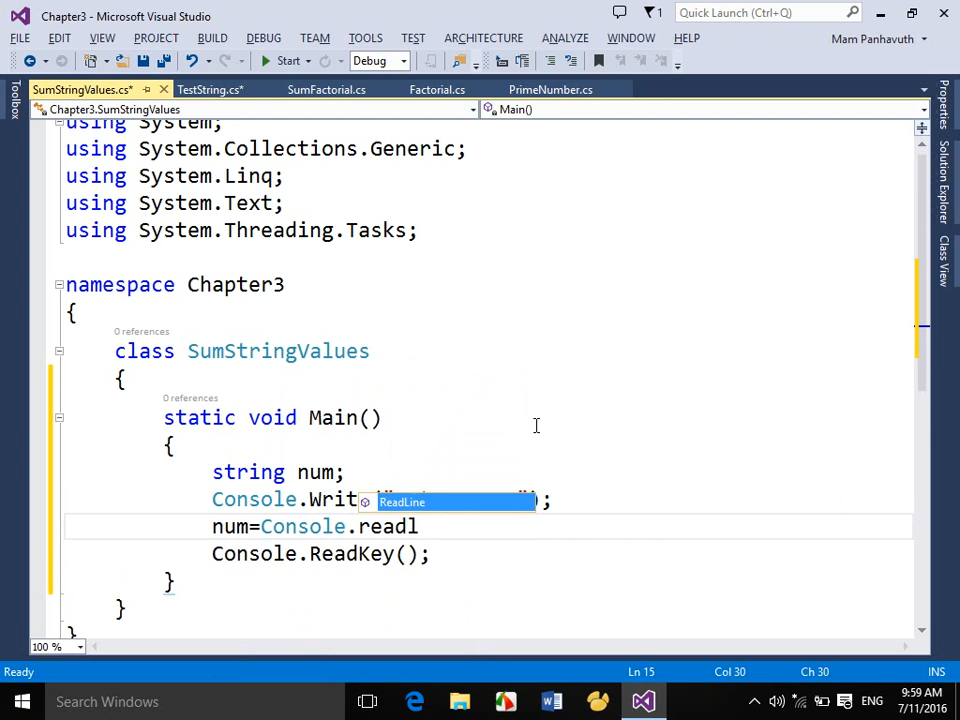 Chapter3 - Microsoft Visual Studio
1
Quick Launch (Ctrl+Q)
FILE EDIT VIEW PROJECT BUILD DEBUG TEAM TOOLS TEST ARCHITECTURE ANALYZE WINDOW HELP
Mam Panhavuth
Start
Debug
SumStringValues.cs*
TestString.cs*
SumFactorial.cs
Factorial.cs
PrimeNumber.cs
Toolbox
Properties
Solution Explorer
Class View
Chapter3.SumStringValues
Main()
using System;
using System.Collections.Generic;
using System.Linq;
using System.Text;
using System.Threading.Tasks;
namespace Chapter3
{
0 references
class SumStringValues
{
0 references
static void Main()
{
string num;
Console.Writ
");
ReadLine
num=Console.readl
Console.ReadKey();
}
}
}
100 %
Ready
Ln 15
Col 30
Ch 30
INS
Search Windows
ENG
9:59 AM
7/11/2016